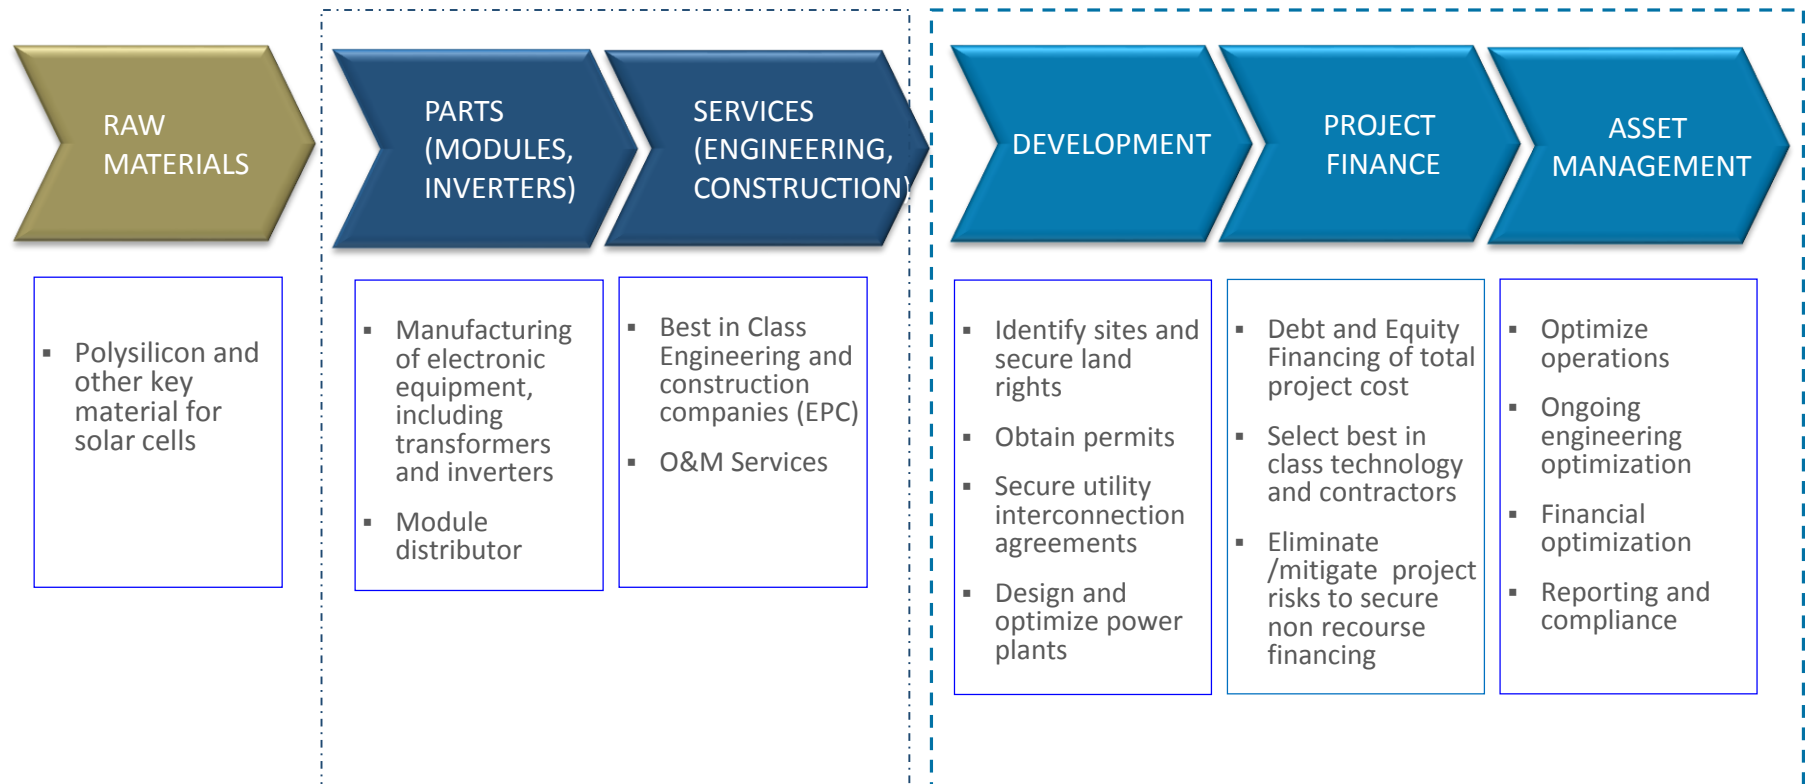 RAW
MATERIALS
PARTS
(MODULES,
INVERTERS)
SERVICES
(ENGINEERING,
CONSTRUCTION)
DEVELOPMENT
PROJECT
FINANCE
ASSET
MANAGEMENT
▪ Polysilicon and
other key
material for
solar cells
▪ Manufacturing
of electronic
equipment,
including
transformers
and inverters
▪ Module
distributor
▪ Best in Class
Engineering and
construction
companies (EPC)
▪ O&M Services
▪ Identify sites and
secure land
rights
▪ Obtain permits
▪ Secure utility
interconnection
agreements
▪ Design and
optimize power
plants
▪ Debt and Equity
Financing of total
project cost
▪ Select best in
class technology
and contractors
▪ Eliminate
/mitigate project
risks to secure
non recourse
financing
▪ Optimize
operations
▪ Ongoing
engineering
optimization
▪ Financial
optimization
▪ Reporting and
compliance